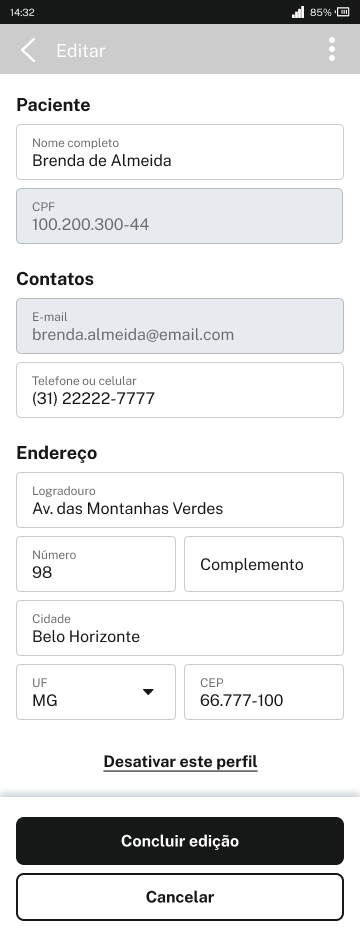 14:32
85%
Editar
Paciente
Nome completo
Brenda de Almeida
CPF
100.200.300-44
Contatos
E-mail
brenda.almeida@email.com
Telefone ou celular
(31) 22222-7777
Endereço
Logradouro
Av. das Montanhas Verdes
Número
98
Complemento
Cidade
Belo Horizonte
UF
MG
CEP
66.777-100
Desativar este perfil
Concluir edição
Cancelar